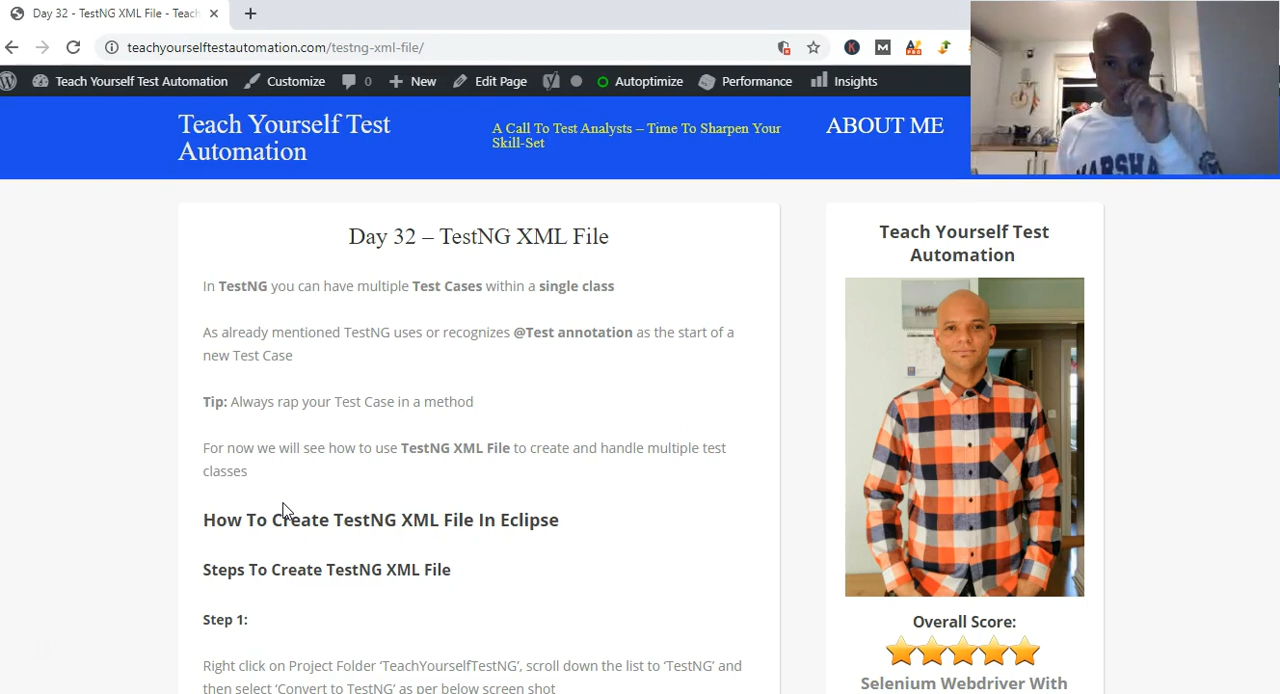 Day 32 - TestNG XML File - Teach
teachyourselftestautomation.com/testng-xml-file/
K M PRO
Teach Yourself Test Automation Customize 0 New Edit Page Autoptimize Performance Insights
Teach Yourself Test
Automation
A Call To Test Analysts – Time To Sharpen Your
Skill-Set
ABOUT ME
MARSHA
Day 32 – TestNG XML File
In TestNG you can have multiple Test Cases within a single class
As already mentioned TestNG uses or recognizes @Test annotation as the start of a
new Test Case
Tip: Always rap your Test Case in a method
For now we will see how to use TestNG XML File to create and handle multiple test
classes
How To Create TestNG XML File In Eclipse
Steps To Create TestNG XML File
Step 1:
Right click on Project Folder ‘TeachYourselfTestNG’, scroll down the list to ‘TestNG’ and
then select ‘Convert to TestNG’ as per below screen shot
Teach Yourself Test
Automation
Overall Score:
Selenium Webdriver With